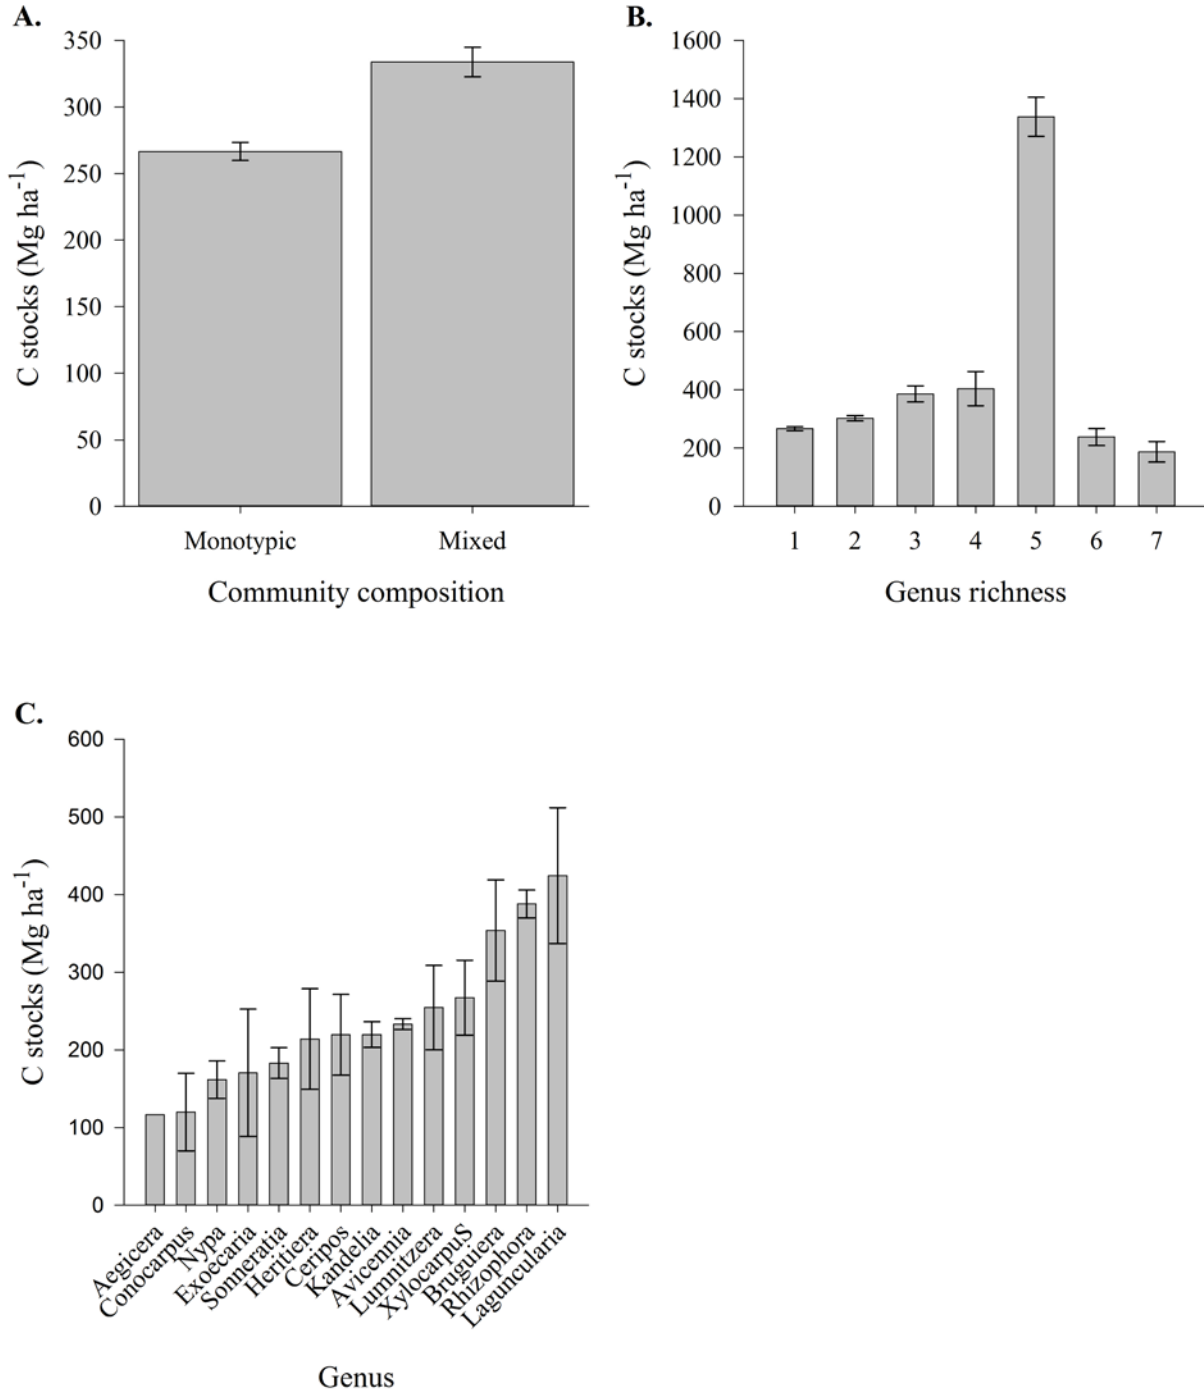 A.
350
300
250
200
150
100
50
0
C stocks (Mg ha-1)
Monotypic Mixed
Community composition
B.
1600
1400
1200
1000
800
600
400
200
0
C stocks (Mg ha-1)
1 2 3 4 5 6 7
Genus richness
C.
600
500
400
300
200
100
0
C stocks (Mg ha-1)
Aegicera
Conocarpus
Nypa
Exoecaria
Sonneratia
Heritiera
Ceripos
Kandelia
Avicennia
Lumnitzera
XylocarpuS
Bruguiera
Rhizophora
Laguncularia
Genus